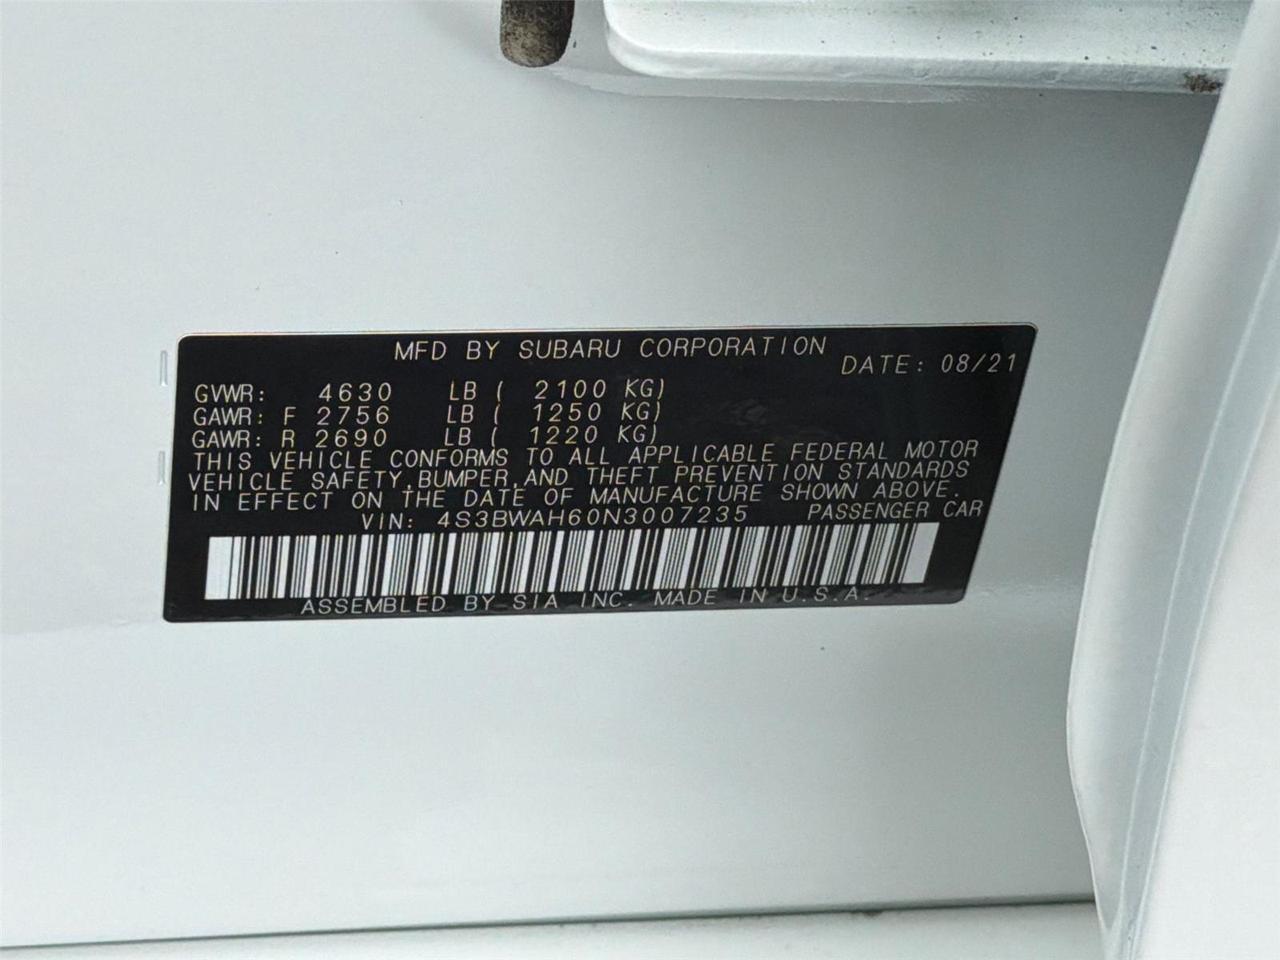 MFD BY SUBARU CORPORATION DATE: 08/21
GVWR: 4630 LB ( 2100 KG)
GAWR: F 2756 LB ( 1250 KG)
GAWR: R 2690 LB ( 1220 KG)
THIS VEHICLE CONFORMS TO ALL APPLICABLE FEDERAL MOTOR
VEHICLE SAFETY,BUMPER,AND THEFT PREVENTION STANDARDS
IN EFFECT ON THE DATE OF MANUFACTURE SHOWN ABOVE.
VIN: 4S3BWAH60N3007235 PASSENGER CAR
ASSEMBLED BY SIA INC. MADE IN U.S.A.